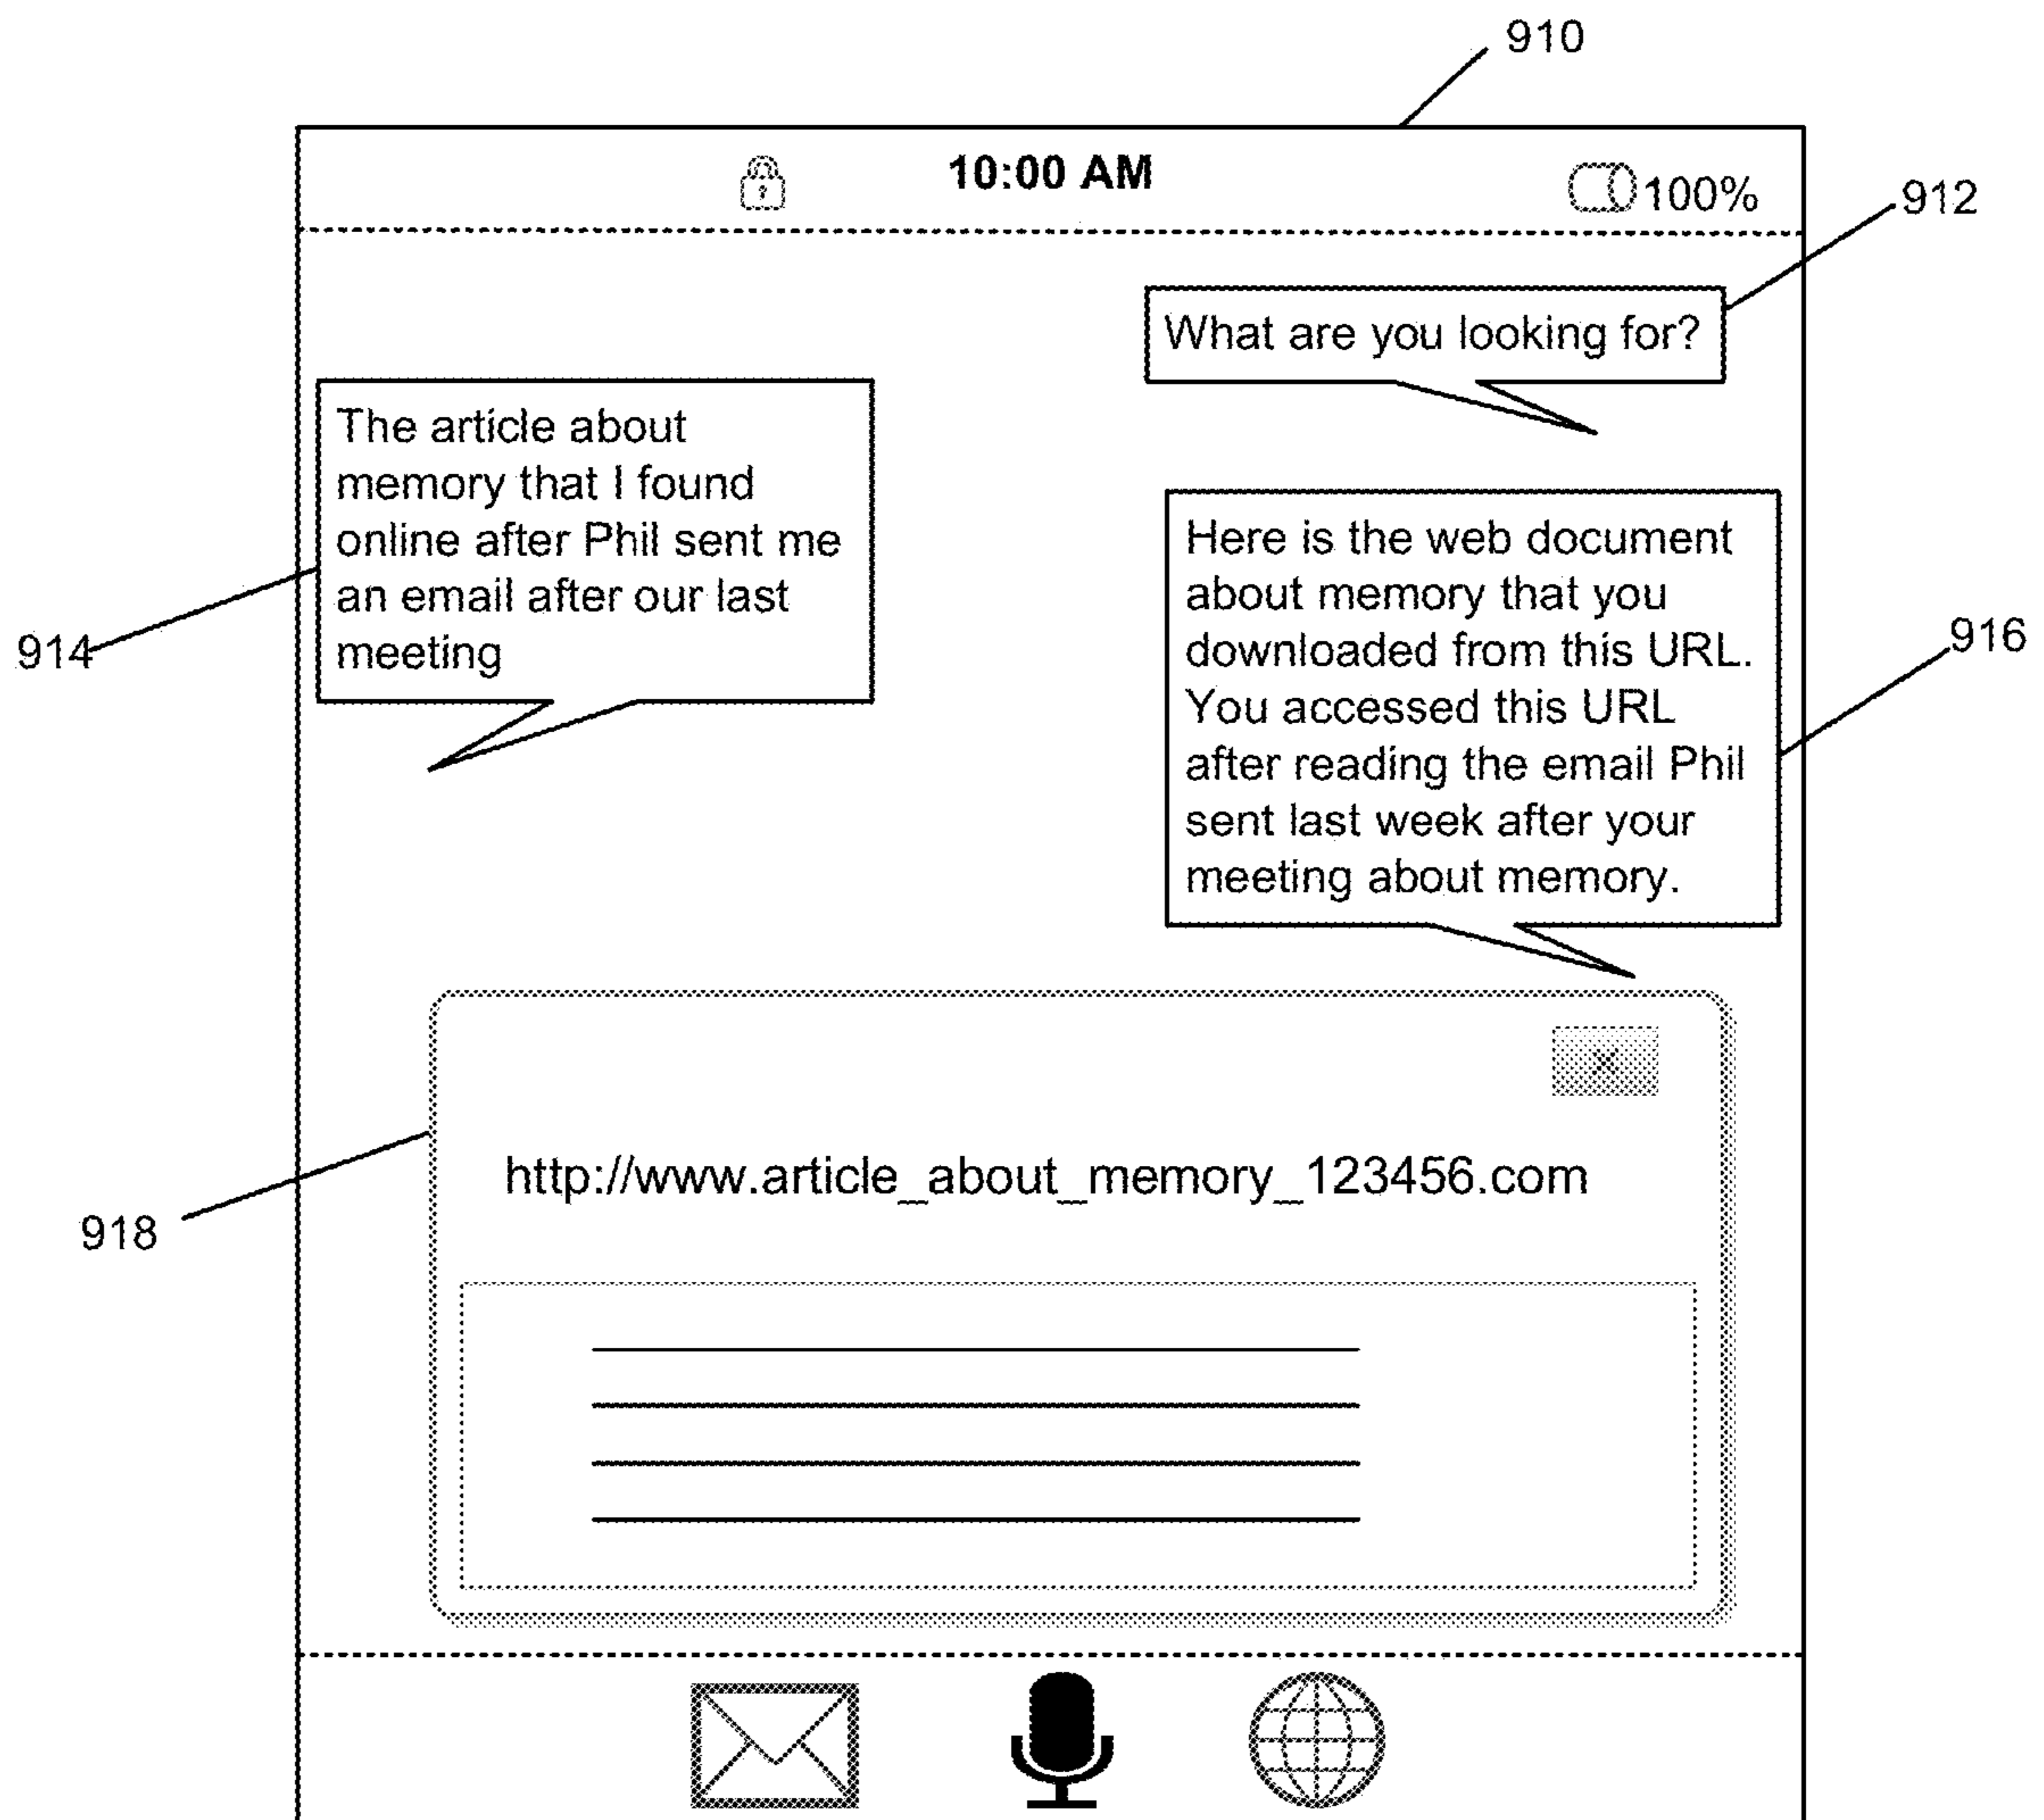 910
10:00 AM
100%
912
What are you looking for?
The article about
memory that I found
online after Phil sent me
an email after our last
meeting
914
Here is the web document
about memory that you
downloaded from this URL.
You accessed this URL
after reading the email Phil
sent last week after your
meeting about memory.
916
x
http://www.article_about_memory_123456.com
918